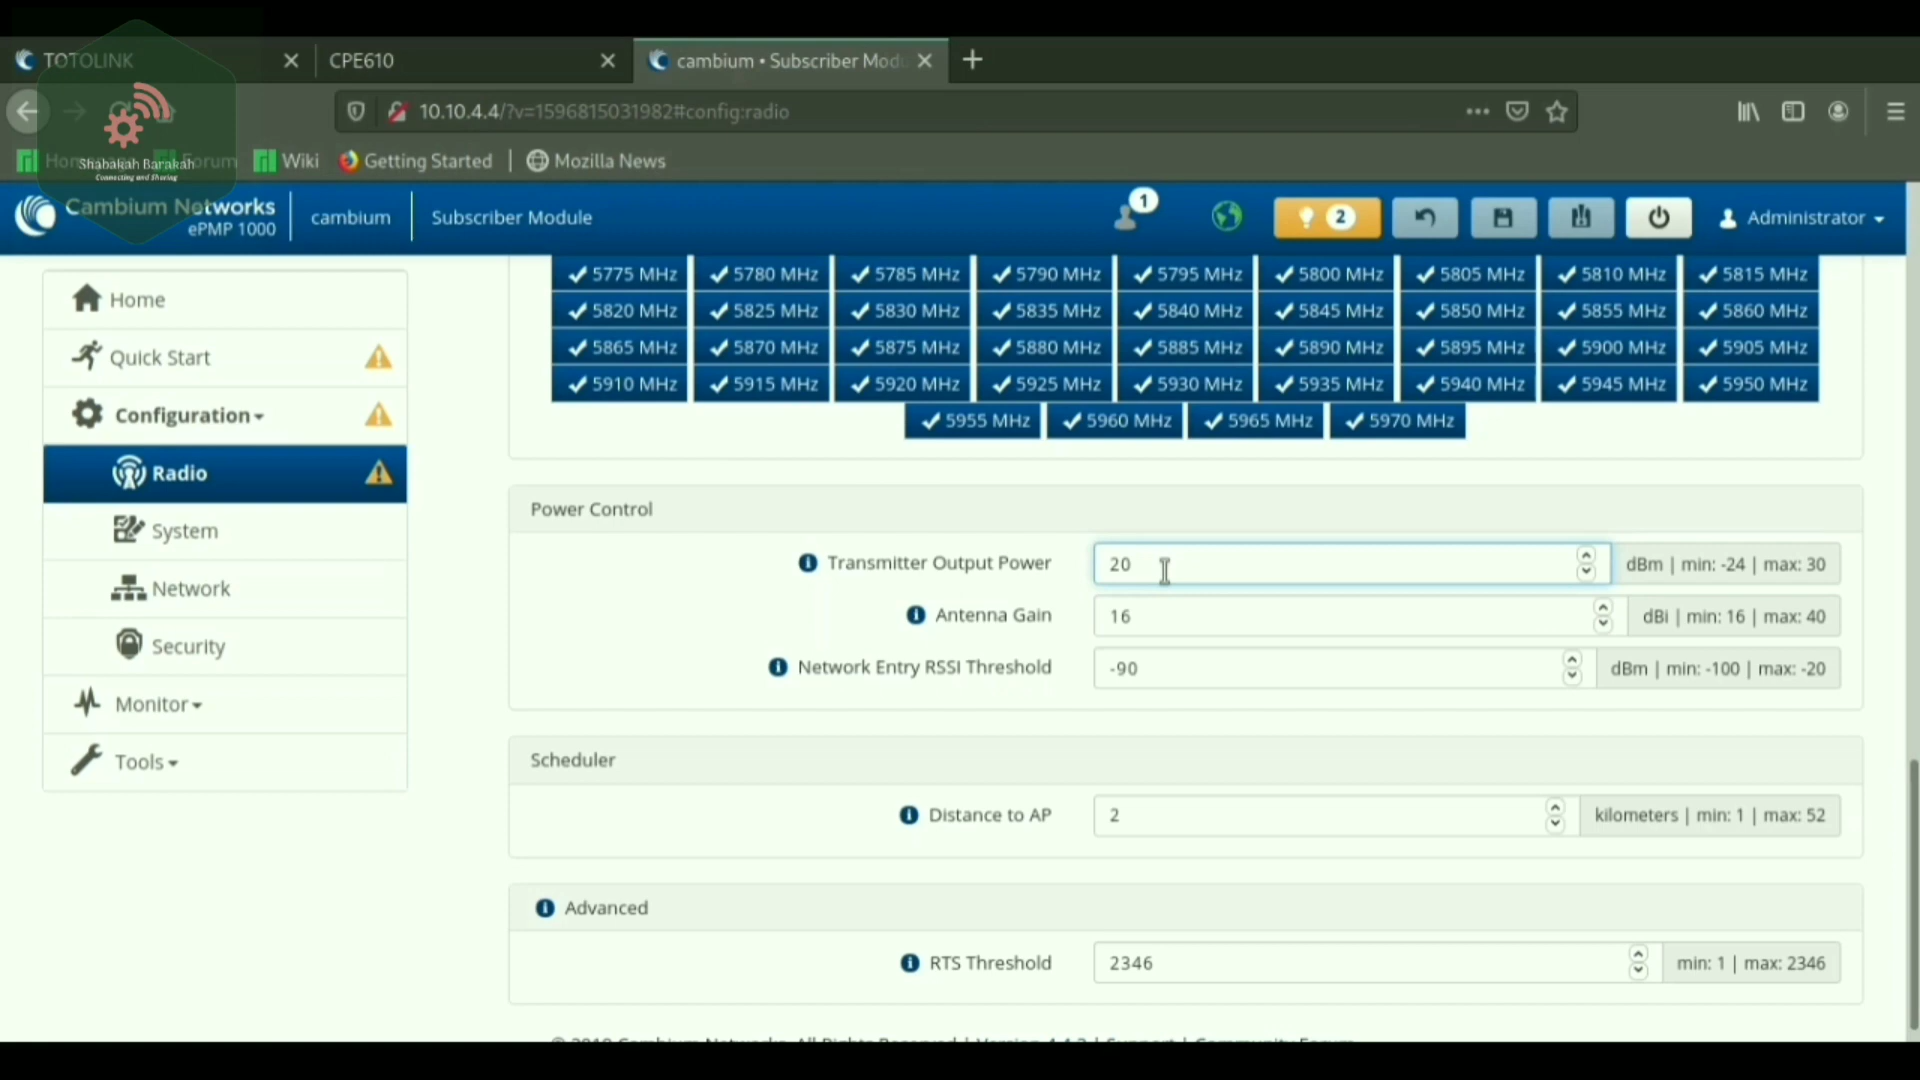 TOTOLINK
CPE610
cambium • Subscriber Modu
10.10.4.4/?v=1596815031982#config:radio
Forum
Wiki
Getting Started
Mozilla News
Shabakah Barakah
Connecting and Sharing
Cambium Networks
ePMP 1000
cambium
Subscriber Module
1
2
Administrator
Home
Quick Start
Configuration
Radio
System
Network
Security
Monitor
Tools
5775 MHz 5780 MHz 5785 MHz 5790 MHz 5795 MHz 5800 MHz 5805 MHz 5810 MHz 5815 MHz
5820 MHz 5825 MHz 5830 MHz 5835 MHz 5840 MHz 5845 MHz 5850 MHz 5855 MHz 5860 MHz
5865 MHz 5870 MHz 5875 MHz 5880 MHz 5885 MHz 5890 MHz 5895 MHz 5900 MHz 5905 MHz
5910 MHz 5915 MHz 5920 MHz 5925 MHz 5930 MHz 5935 MHz 5940 MHz 5945 MHz 5950 MHz
5955 MHz 5960 MHz 5965 MHz 5970 MHz
Power Control
Transmitter Output Power 20 dBm | min: -24 | max: 30
Antenna Gain 16 dBi | min: 16 | max: 40
Network Entry RSSI Threshold -90 dBm | min: -100 | max: -20
Scheduler
Distance to AP 2 kilometers | min: 1 | max: 52
Advanced
RTS Threshold 2346 min: 1 | max: 2346